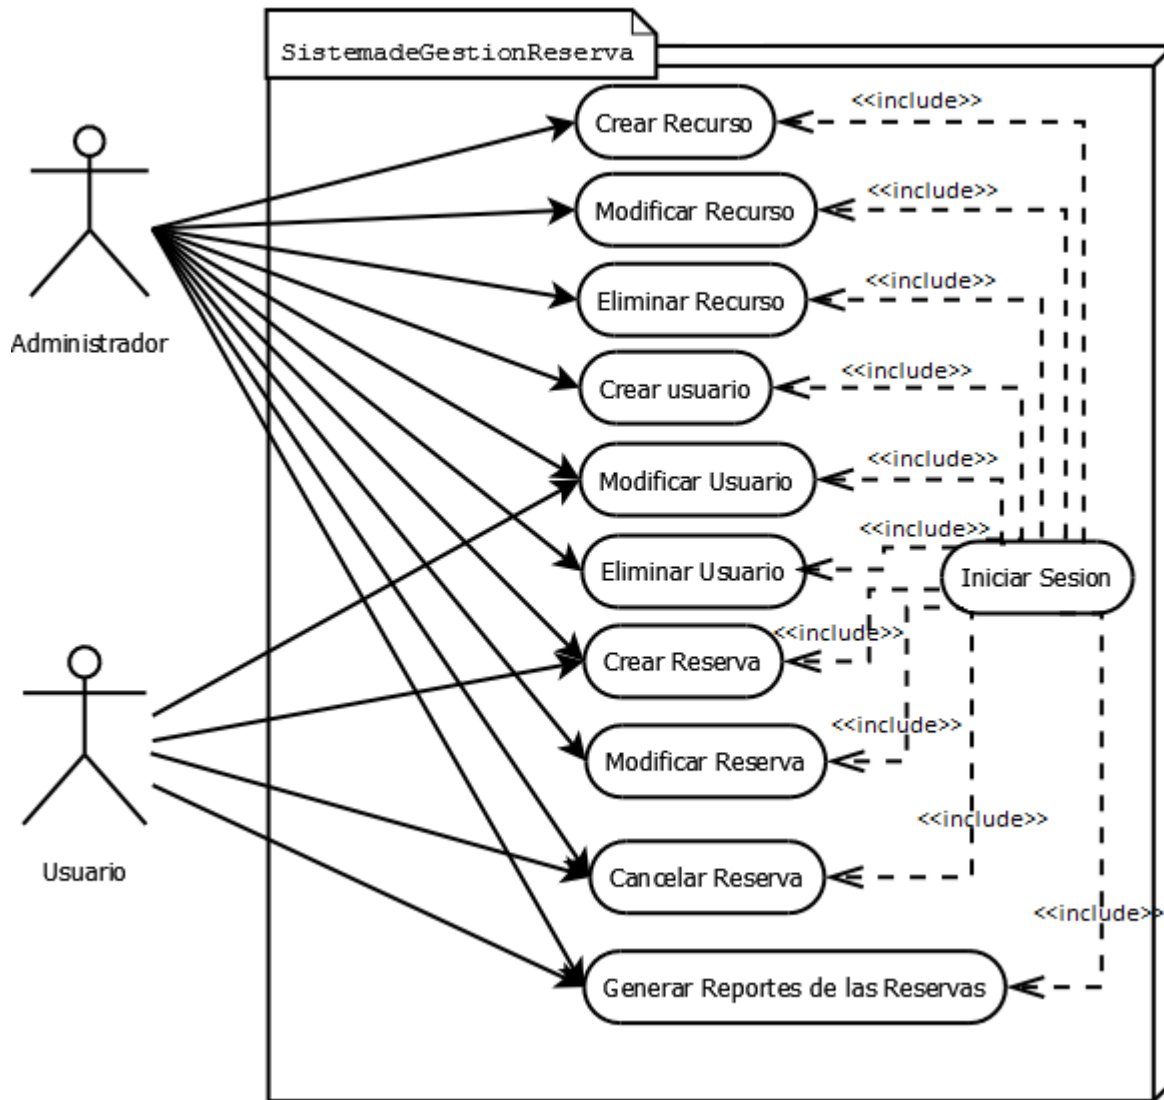 SistemadeGestionReserva
<<include>>
Crear Recurso
<<include>>
Modificar Recurso
<<include>>
Eliminar Recurso
Administrador
<<include>>
Crear usuario
<<include>>
Modificar Usuario
<<include>>
Eliminar Usuario
Iniciar Sesion
<<include>>
Crear Reserva
<<include>>
Modificar Reserva
<<include>>
Usuario
Cancelar Reserva
<<include>>
Generar Reportes de las Reservas